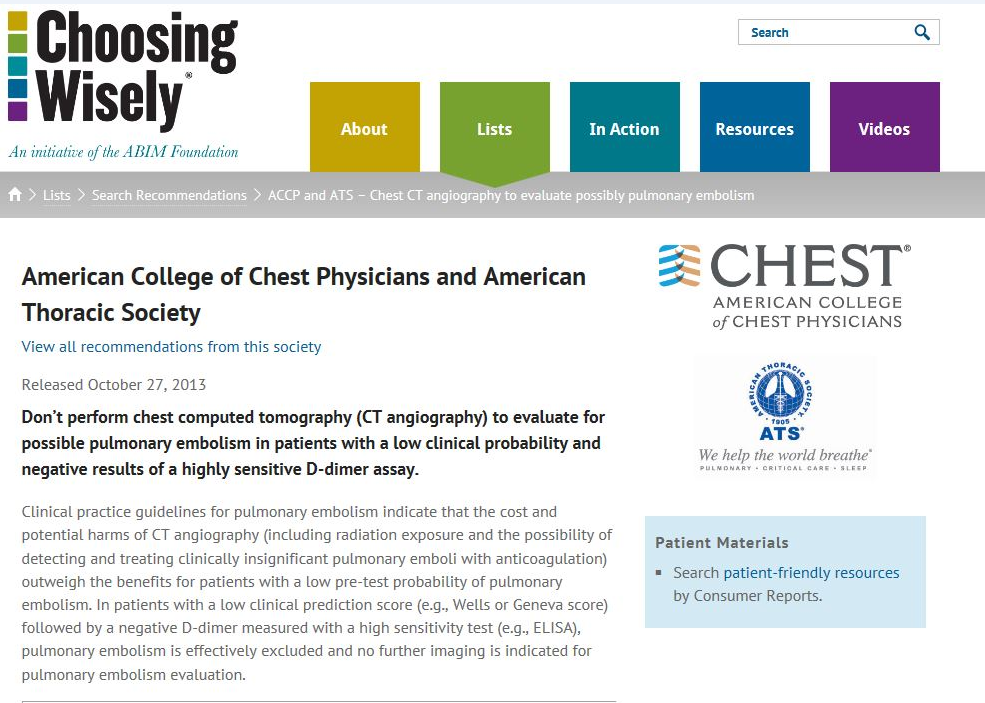 Choosing
Wisely®
An initiative of the ABIM Foundation
Search
About
Lists
In Action
Resources
Videos
Lists > Search Recommendations > ACCP and ATS – Chest CT angiography to evaluate possibly pulmonary embolism
American College of Chest Physicians and American
Thoracic Society
View all recommendations from this society
Released October 27, 2013
Don’t perform chest computed tomography (CT angiography) to evaluate for
possible pulmonary embolism in patients with a low clinical probability and
negative results of a highly sensitive D-dimer assay.
Clinical practice guidelines for pulmonary embolism indicate that the cost and
potential harms of CT angiography (including radiation exposure and the possibility of
detecting and treating clinically insignificant pulmonary emboli with anticoagulation)
outweigh the benefits for patients with a low pre-test probability of pulmonary
embolism. In patients with a low clinical prediction score (e.g., Wells or Geneva score)
followed by a negative D-dimer measured with a high sensitivity test (e.g., ELISA),
pulmonary embolism is effectively excluded and no further imaging is indicated for
pulmonary embolism evaluation.
CHEST®
AMERICAN COLLEGE
of CHEST PHYSICIANS
AMERICAN THORACIC SOCIETY
1905
ATS®
We help the world breathe®
PULMONARY • CRITICAL CARE • SLEEP
Patient Materials
Search patient-friendly resources
by Consumer Reports.